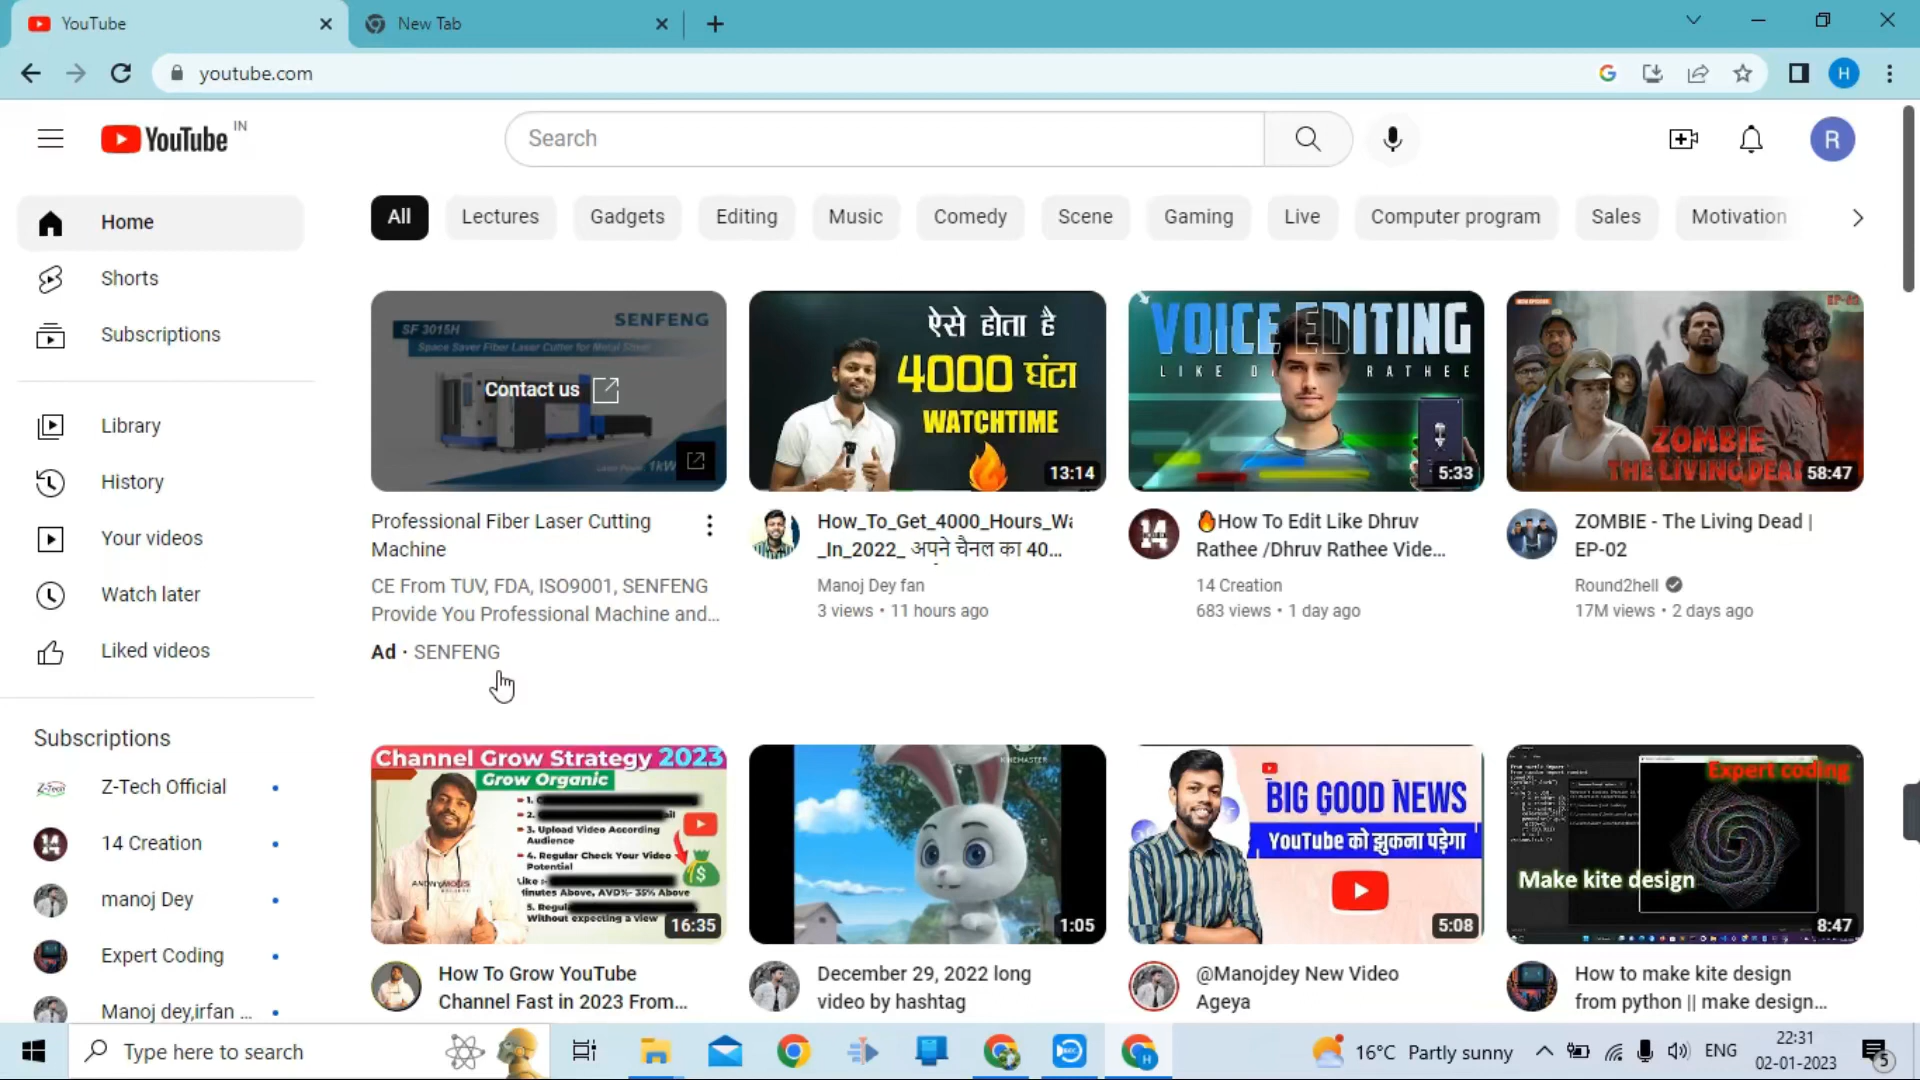 YouTube
New Tab
youtube.com
H
YouTube IN
Search
R
Home
Shorts
Subscriptions
Library
History
Your videos
Watch later
Liked videos
Subscriptions
Z-Tech Official
14 Creation
manoj Dey
Expert Coding
Manoj dey,irfan ...
All
Lectures
Gadgets
Editing
Music
Comedy
Scene
Gaming
Live
Computer program
Sales
Motivation
SENFENG
SF 3015H
Space Saver Fiber Laser Cutter for Metal Sheet
Contact us
Laser Power 1kW
Professional Fiber Laser Cutting
Machine
CE From TUV, FDA, ISO9001, SENFENG
Provide You Professional Machine and...
Ad · SENFENG
ऐसे होता है
4000 घंटा
WATCHTIME
13:14
How_To_Get_4000_Hours_Wa
_In_2022_ अपने चैनल का 40...
Manoj Dey fan
3 views • 11 hours ago
VOICE EDITING
RATHEE
5:33
🔥How To Edit Like Dhruv
Rathee /Dhruv Rathee Vide...
14 Creation
683 views • 1 day ago
EP-02
ZOMBIE
THE LIVING DEAD
58:47
ZOMBIE - The Living Dead |
EP-02
Round2hell
17M views • 2 days ago
Channel Grow Strategy 2023
Grow Organic
3. Upload Video According
Audience
4. Regular Check Your Video
Potential
Above, AVD%- 35% Above
Without expecting a view
16:35
How To Grow YouTube
Channel Fast in 2023 From...
KINEMASTER
1:05
December 29, 2022 long
video by hashtag
BIG GOOD NEWS
YouTube को झुकना पड़ेगा
5:08
@Manojdey New Video
Ageya
Expert coding
Make kite design
8:47
How to make kite design
from python || make design...
Type here to search
16°C Partly sunny
ENG
22:31
02-01-2023
5